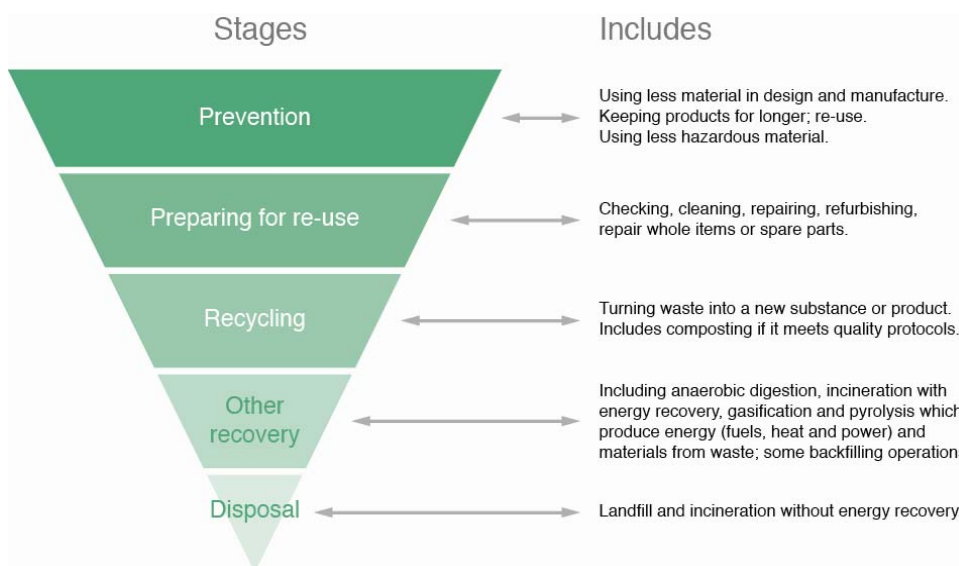 Stages
Includes
Prevention
Using less material in design and manufacture.
Keeping products for longer; re-use.
Using less hazardous material.
Preparing for re-use
Checking, cleaning, repairing, refurbishing,
repair whole items or spare parts.
Recycling
Turning waste into a new substance or product.
Includes composting if it meets quality protocols.
Other
recovery
Including anaerobic digestion, incineration with
energy recovery, gasification and pyrolysis which
produce energy (fuels, heat and power) and
materials from waste; some backfilling operation
Disposal
Landfill and incineration without energy recovery